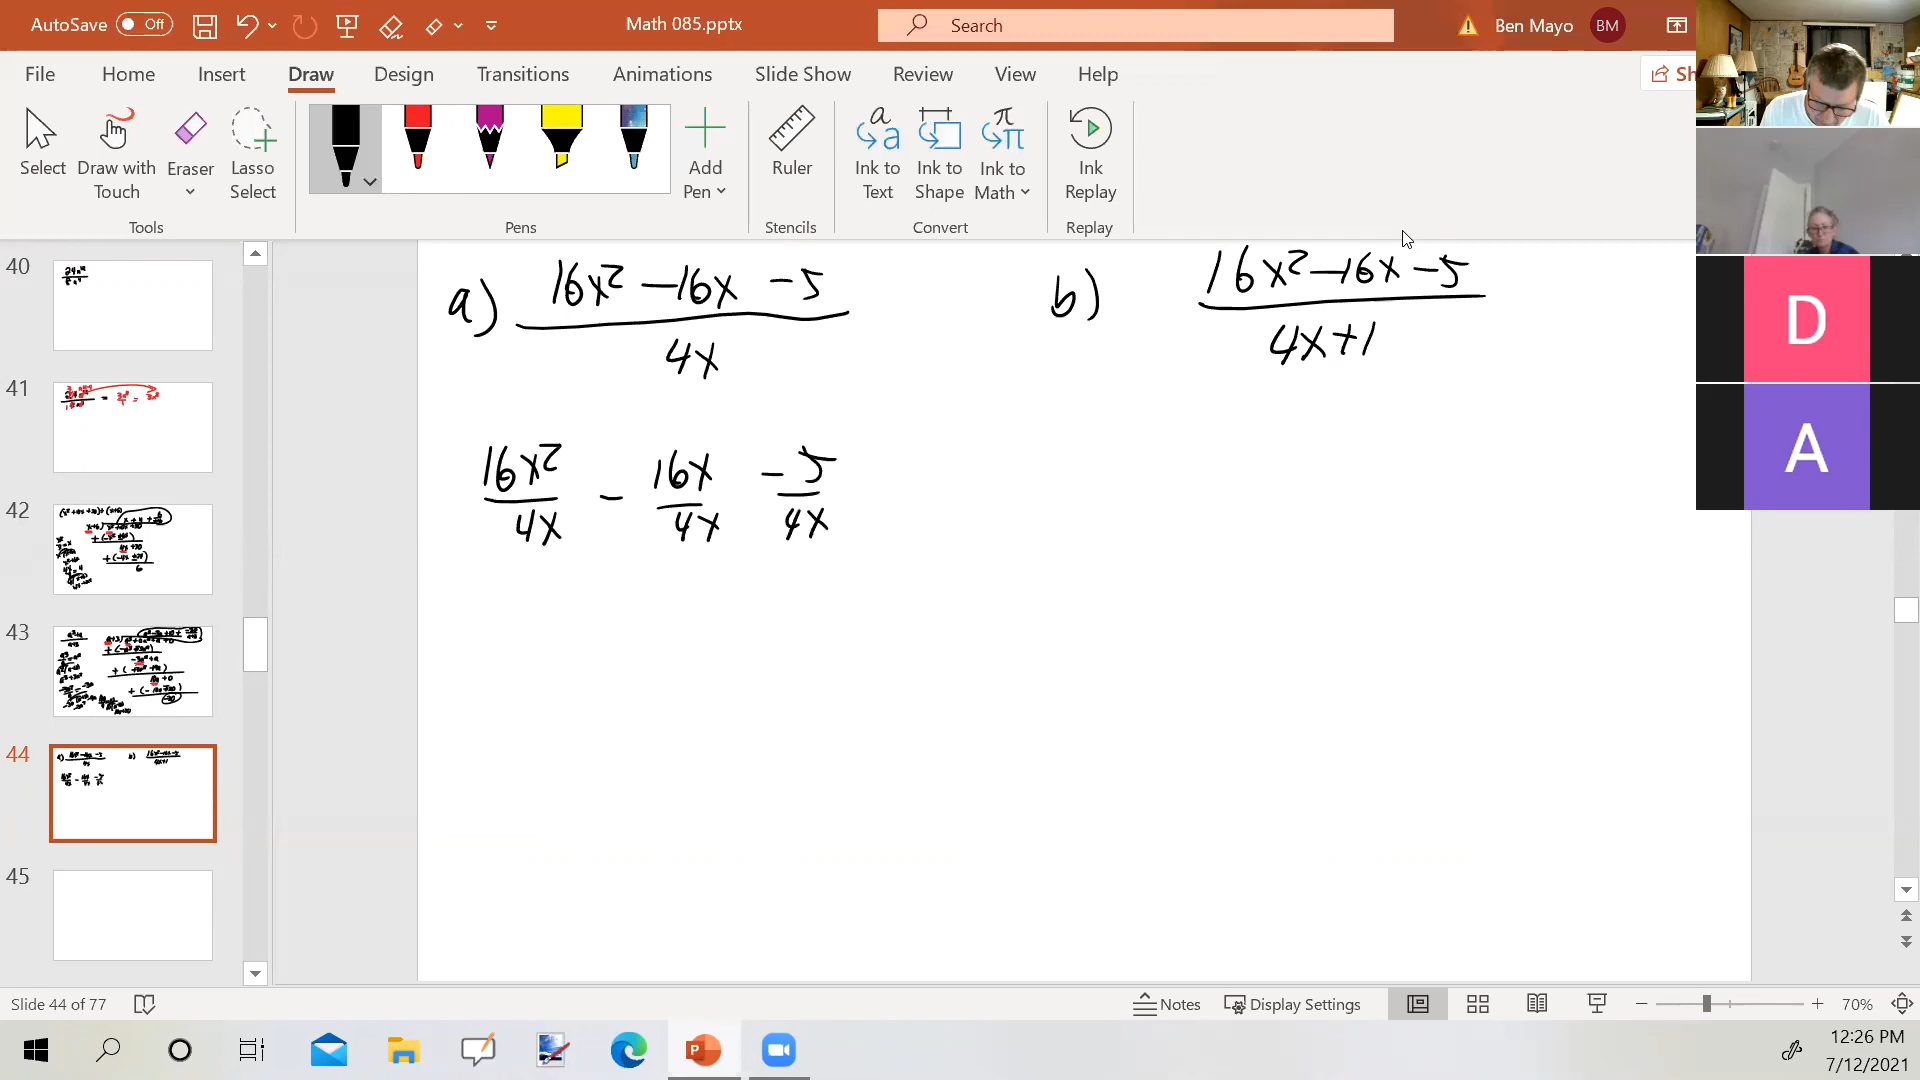 AutoSave Off Math 085.pptx Search Ben Mayo BM
File Home Insert Draw Design Transitions Animations Slide Show Review View Help Sh
Select Draw with Touch Eraser Lasso Select Add Pen Ruler Ink to Text Ink to Shape Ink to Math Ink Replay
Tools Pens Stencils Convert Replay
40
41
42
43
44
45
a) 16x² - 16x - 5
4x
b) 16x² - 16x - 5
4x+1
16x² - 16x - 5
4x 4x 4x
D
A
Slide 44 of 77 Notes Display Settings 70%
12:26 PM
7/12/2021